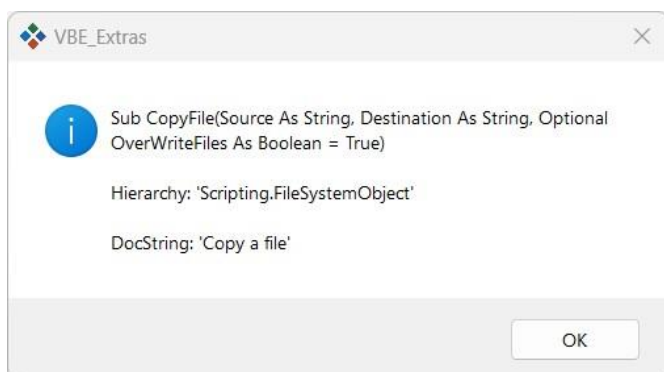 VBE_Extras
Sub CopyFile(Source As String, Destination As String, Optional
OverWriteFiles As Boolean = True)
Hierarchy: 'Scripting.FileSystemObject'
DocString: 'Copy a file'
OK